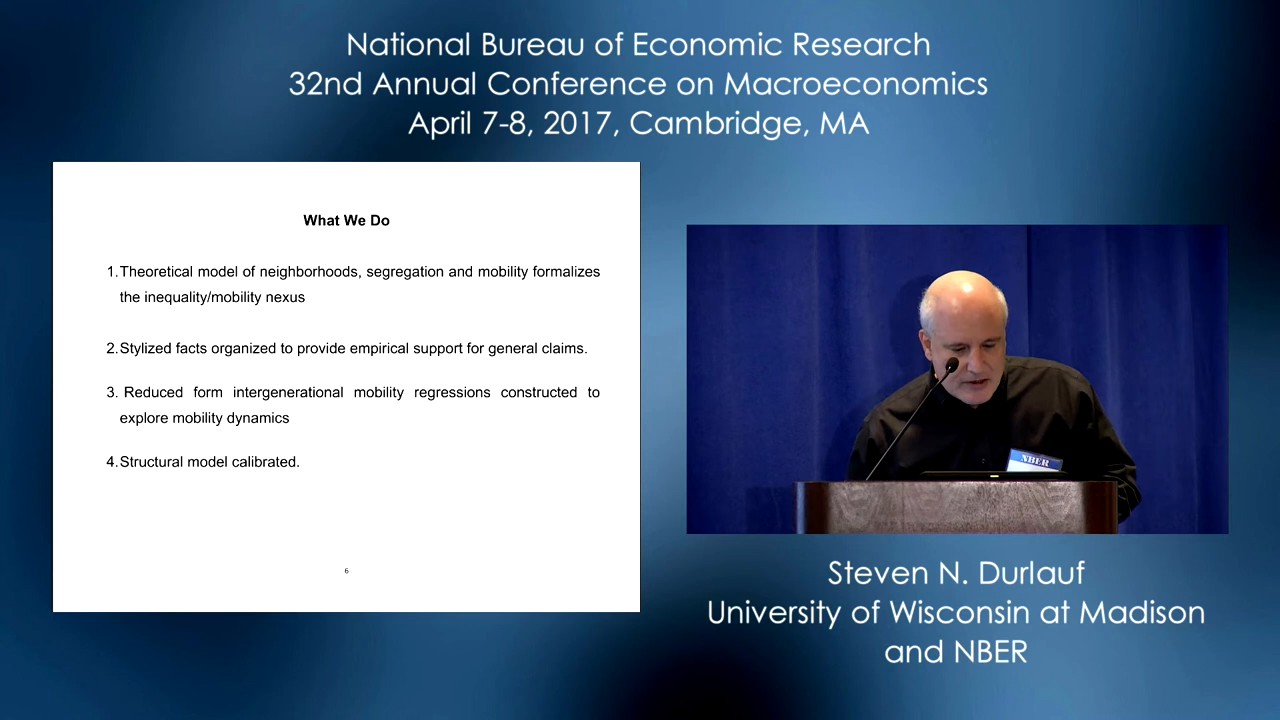 National Bureau of Economic Research
32nd Annual Conference on Macroeconomics
April 7-8, 2017, Cambridge, MA
What We Do
1.Theoretical model of neighborhoods, segregation and mobility formalizes
the inequality/mobility nexus
2.Stylized facts organized to provide empirical support for general claims.
3. Reduced form intergenerational mobility regressions constructed to
explore mobility dynamics
4.Structural model calibrated.
6
NBER
Steven N. Durlauf
University of Wisconsin at Madison
and NBER